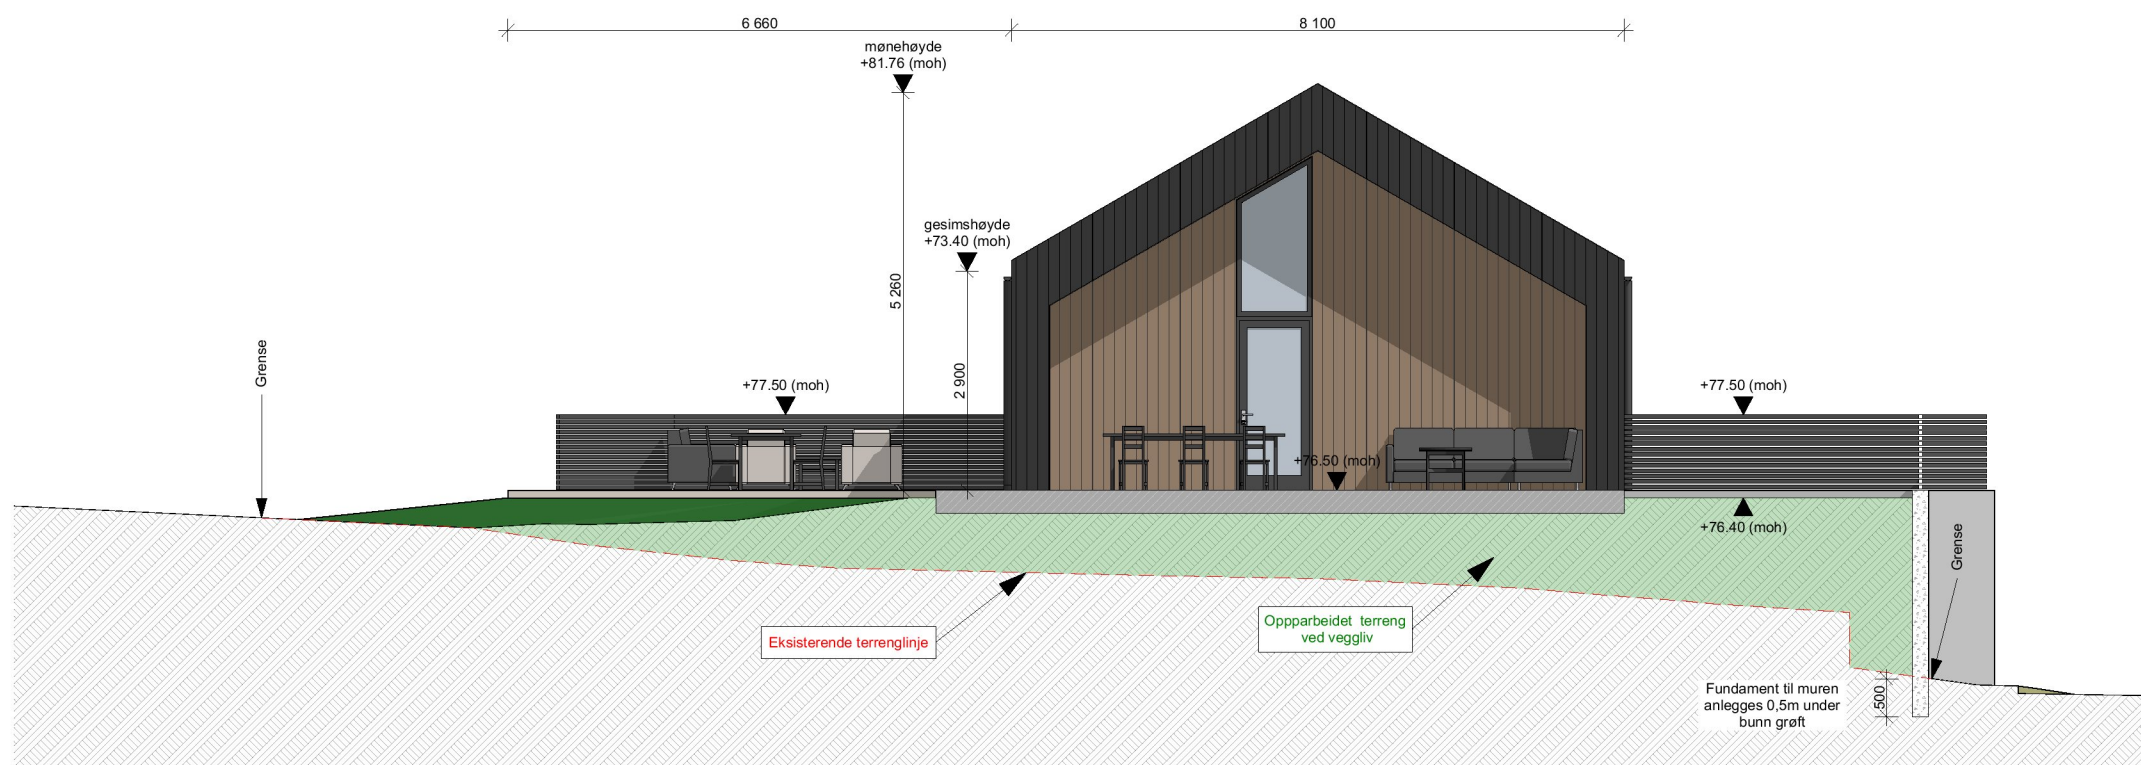 6 660
8 100
mønehøyde
+81.76 (moh)
gesimshøyde
+73.40 (moh)
5 260
2 900
Grense
+77.50 (moh)
+77.50 (moh)
+76.50 (moh)
+76.40 (moh)
Grense
Eksisterende terrenglinje
Oppparbeidet terreng
ved veggliv
Fundament til muren
anlegges 0,5m under
bunn grøft
500